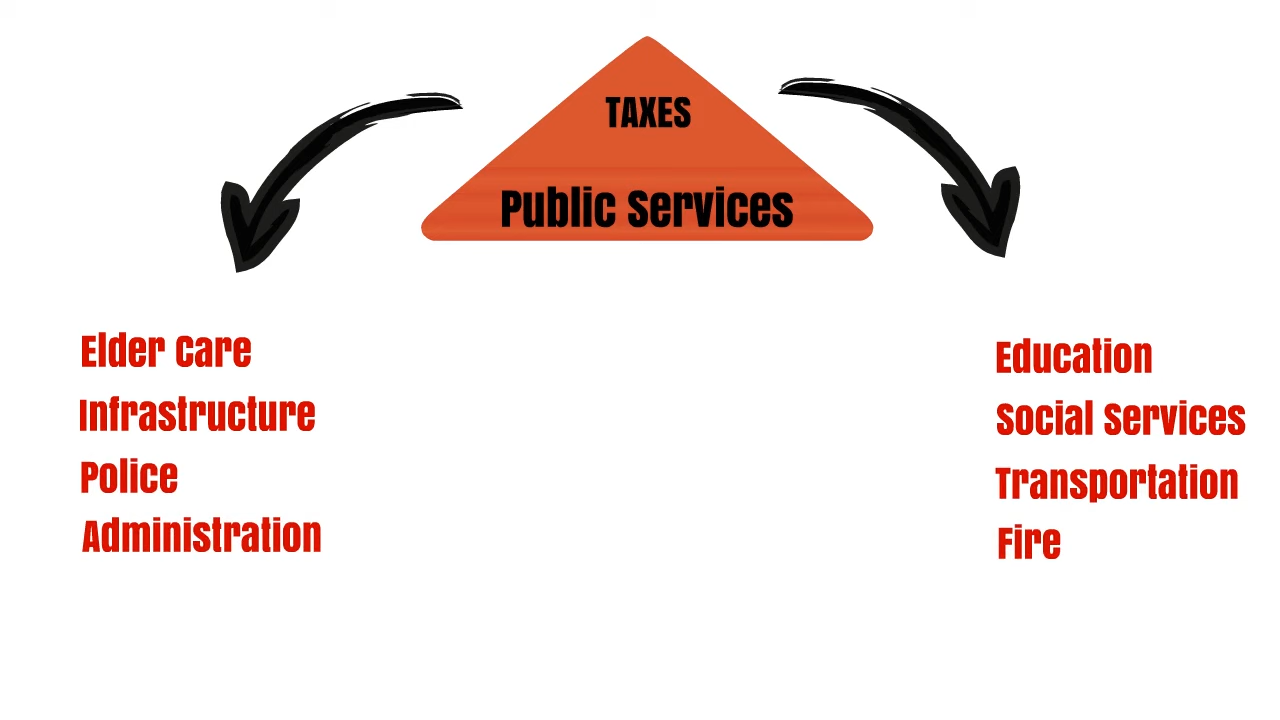 TAXES
Public Services
Elder Care
Infrastructure
Police
Administration
Education
Social Services
Transportation
Fire